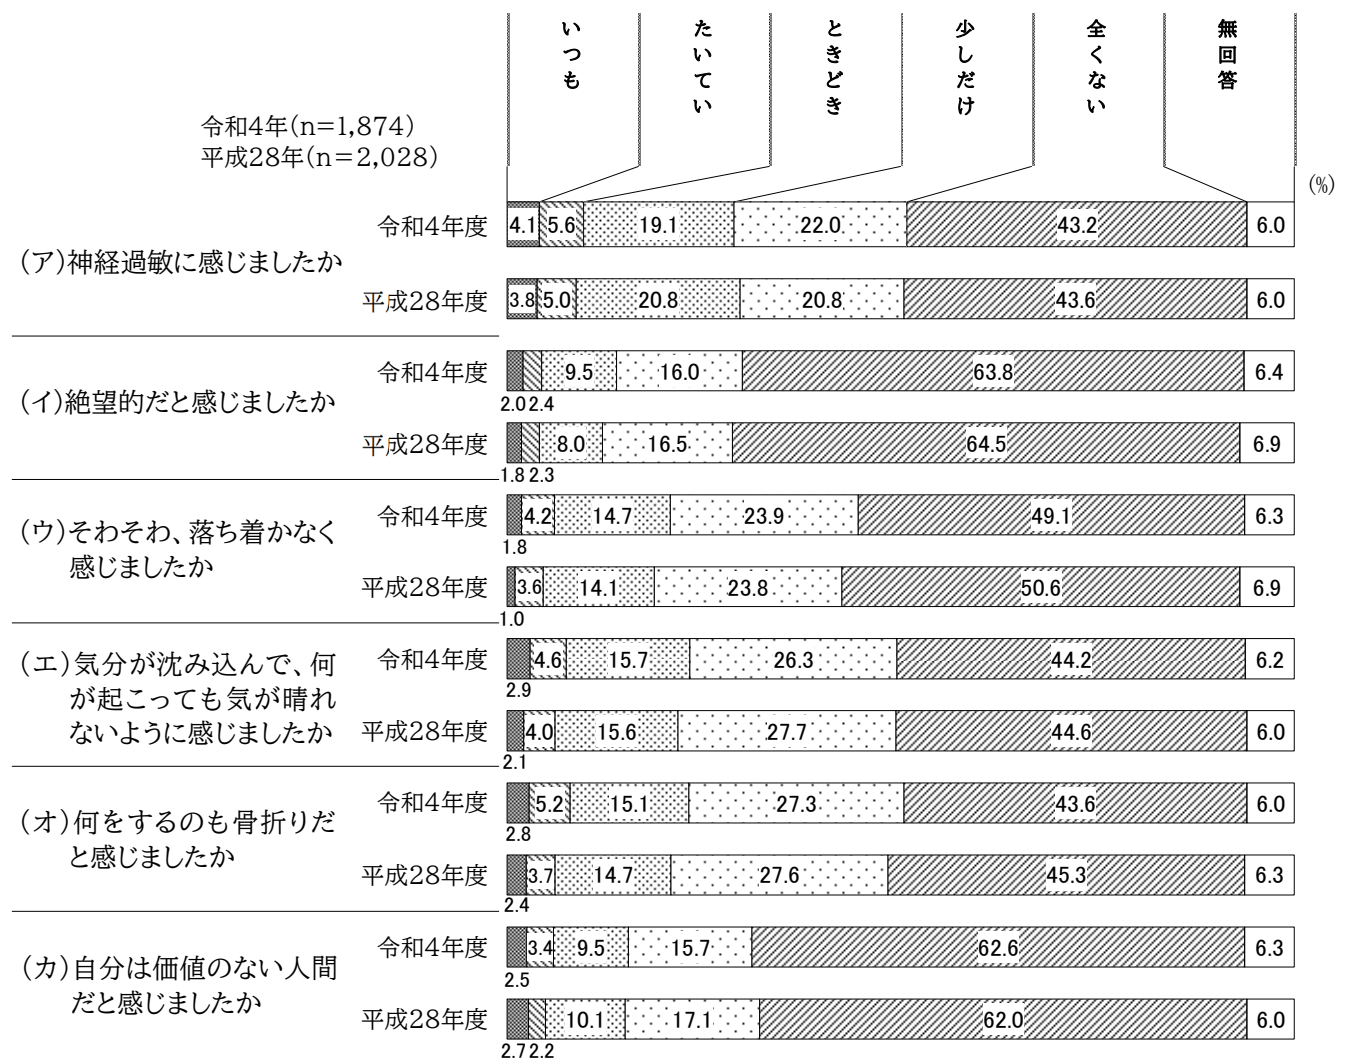 いつも
たいてい
ときどき
少しだけ
全くない
無回答
令和4年(n=1,874)
平成28年(n=2,028)
(%)
(ア)神経過敏に感じましたか
令和4年度 4.1 5.6 19.1 22.0 43.2 6.0
平成28年度 3.8 5.0 20.8 20.8 43.6 6.0
(イ)絶望的だと感じましたか
令和4年度 9.5 16.0 63.8 6.4
2.0 2.4
平成28年度 8.0 16.5 64.5 6.9
1.8 2.3
(ウ)そわそわ、落ち着かなく
感じましたか
令和4年度 4.2 14.7 23.9 49.1 6.3
1.8
平成28年度 3.6 14.1 23.8 50.6 6.9
1.0
(エ)気分が沈み込んで、何
が起こっても気が晴れ
ないように感じましたか
令和4年度 4.6 15.7 26.3 44.2 6.2
2.9
平成28年度 4.0 15.6 27.7 44.6 6.0
2.1
(オ)何をするのも骨折りだ
と感じましたか
令和4年度 5.2 15.1 27.3 43.6 6.0
2.8
平成28年度 3.7 14.7 27.6 45.3 6.3
2.4
(カ)自分は価値のない人間
だと感じましたか
令和4年度 3.4 9.5 15.7 62.6 6.3
2.5
平成28年度 10.1 17.1 62.0 6.0
2.7 2.2